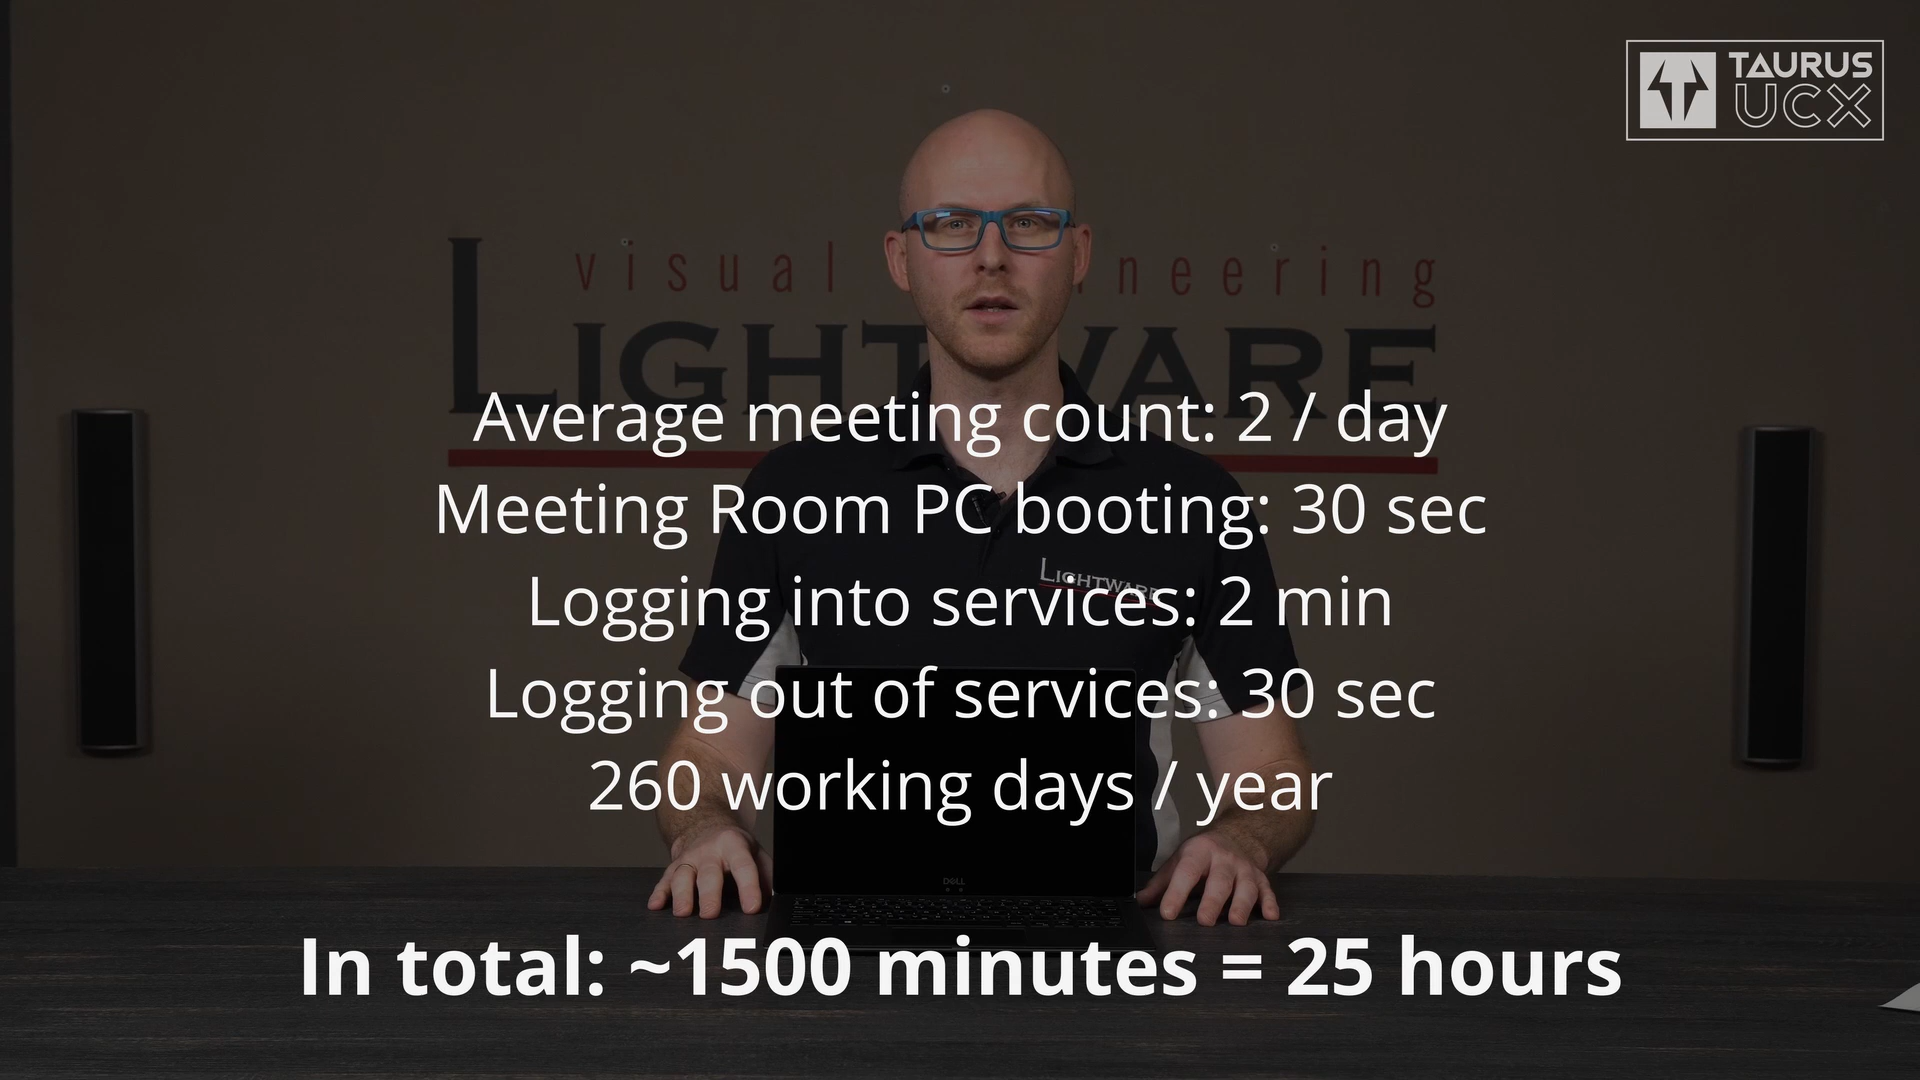 TAURUS
UCX
visual neering
LIGHTWARE
Average meeting count: 2 / day
Meeting Room PC booting: 30 sec
LIGHTWARE
Logging into services: 2 min
Logging out of services: 30 sec
260 working days / year
DELL
In total: ~1500 minutes = 25 hours